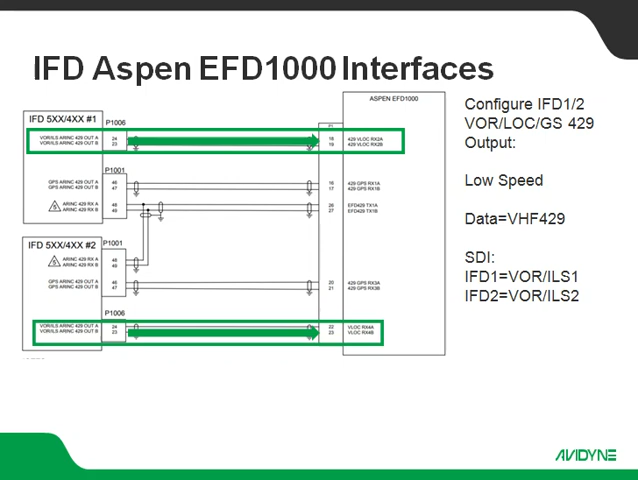 IFD Aspen EFD1000 Interfaces
ASPEN EFD1000
IFD 5XX/4XX #1
P1006
VOR/ILS ARINC 429 OUT A 24
VOR/ILS ARINC 429 OUT B 23
18 429 VLOC RX2A
19 429 VLOC RX2B
P1001
GPS ARINC 429 OUT A 46
GPS ARINC 429 OUT B 47
16 429 GPS RX1A
17 429 GPS RX1B
5 ARINC 429 RX A 48
ARINC 429 RX B 49
26 EFD429 TX1A
27 EFD429 TX1B
IFD 5XX/4XX #2
P1001
5 ARINC 429 RX A 48
ARINC 429 RX B 49
GPS ARINC 429 OUT A 46
GPS ARINC 429 OUT B 47
20 429 GPS RX3A
21 429 GPS RX3B
P1006
VOR/ILS ARINC 429 OUT A 24
VOR/ILS ARINC 429 OUT B 23
22 VLOC RX4A
23 VLOC RX4B
Configure IFD1/2
VOR/LOC/GS 429
Output:
Low Speed
Data=VHF429
SDI:
IFD1=VOR/ILS1
IFD2=VOR/ILS2
AVIDYNE